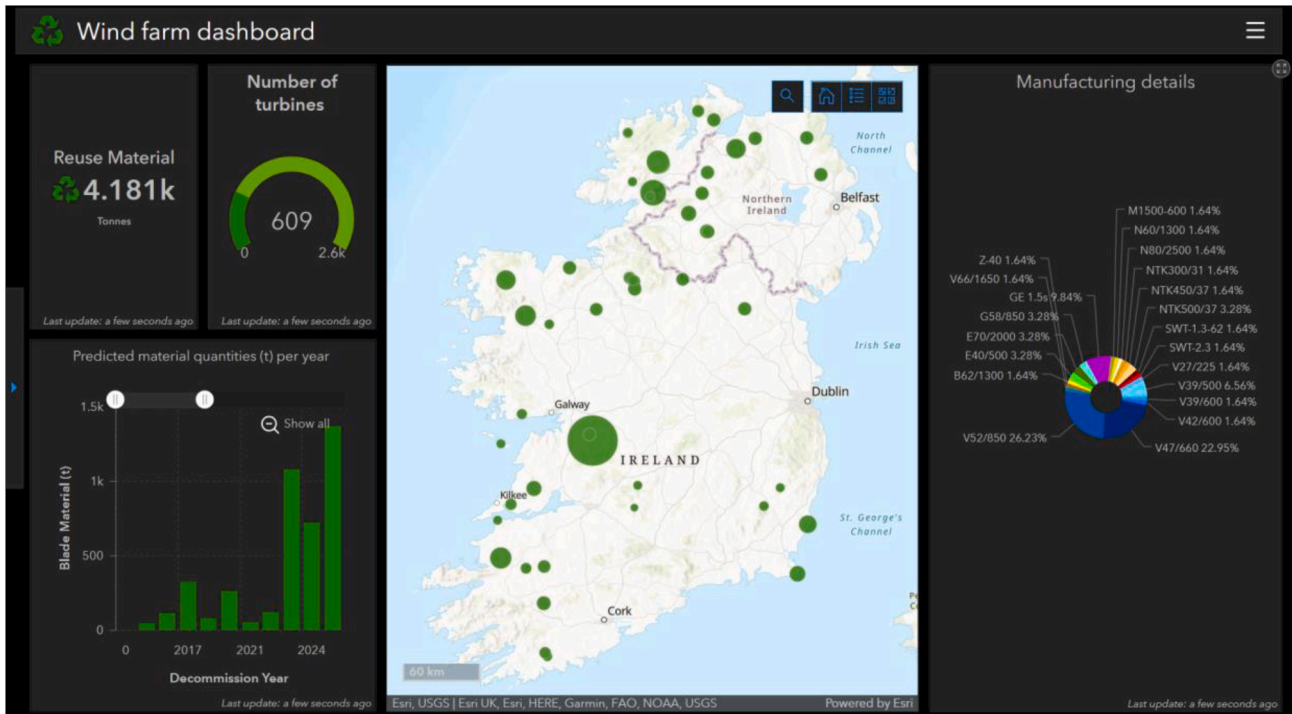 Wind farm dashboard
Reuse Material
4.181k
Tonnes
Last update: a few seconds ago
Number of
turbines
609
0
2.6k
Last update: a few seconds ago
Predicted material quantities (t) per year
Show all
1.5k
1k
500
0
Blade Material (t)
0
2017
2021
2024
Decommission Year
Last update: a few seconds ago
North
Channel
Northern
Ireland
Belfast
Irish Sea
Dublin
Galway
IRELAND
Kilkee
St. George's
Channel
Cork
60 km
Esri, USGS | Esri UK, Esri, HERE, Garmin, FAO, NOAA, USGS
Powered by Esri
Manufacturing details
M1500-600 1.64%
N60/1300 1.64%
N80/2500 1.64%
NTK300/31 1.64%
NTK450/37 1.64%
NTK500/37 3.28%
SWT-1.3-62 1.64%
SWT-2.3 1.64%
V27/225 1.64%
V39/500 6.56%
V39/600 1.64%
V42/600 1.64%
V47/660 22.95%
V52/850 26.23%
B62/1300 1.64%
E40/500 3.28%
E70/2000 3.28%
G58/850 3.28%
GE 1.5s 9.84%
V66/1650 1.64%
Z-40 1.64%
Last update: a few seconds ago